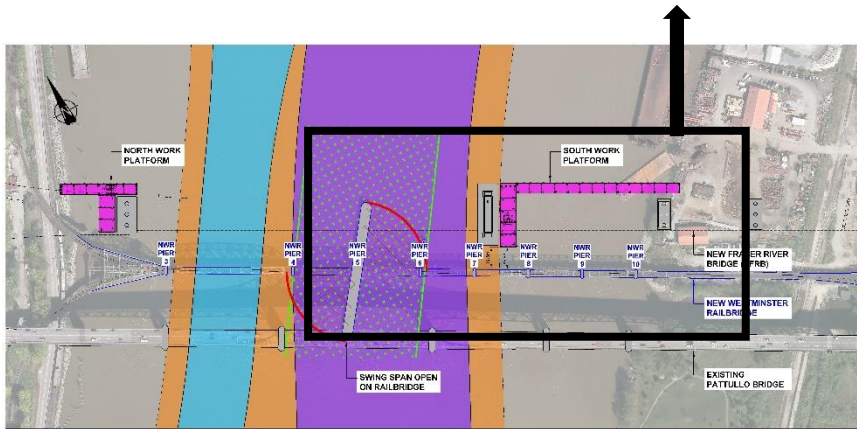 NORTH WORK
PLATFORM
SOUTH WORK
PLATFORM
NWR
PIER
3
NWR
PIER
4
NWR
PIER
5
NWR
PIER
6
NWR
PIER
7
NWR
PIER
8
NWR
PIER
9
NWR
PIER
10
NEW FRASER RIVER
BRIDGE
NEW WESTMINSTER
RAILBRIDGE
SWING SPAN OPEN
ON RAILBRIDGE
EXISTING
PATTULLO BRIDGE